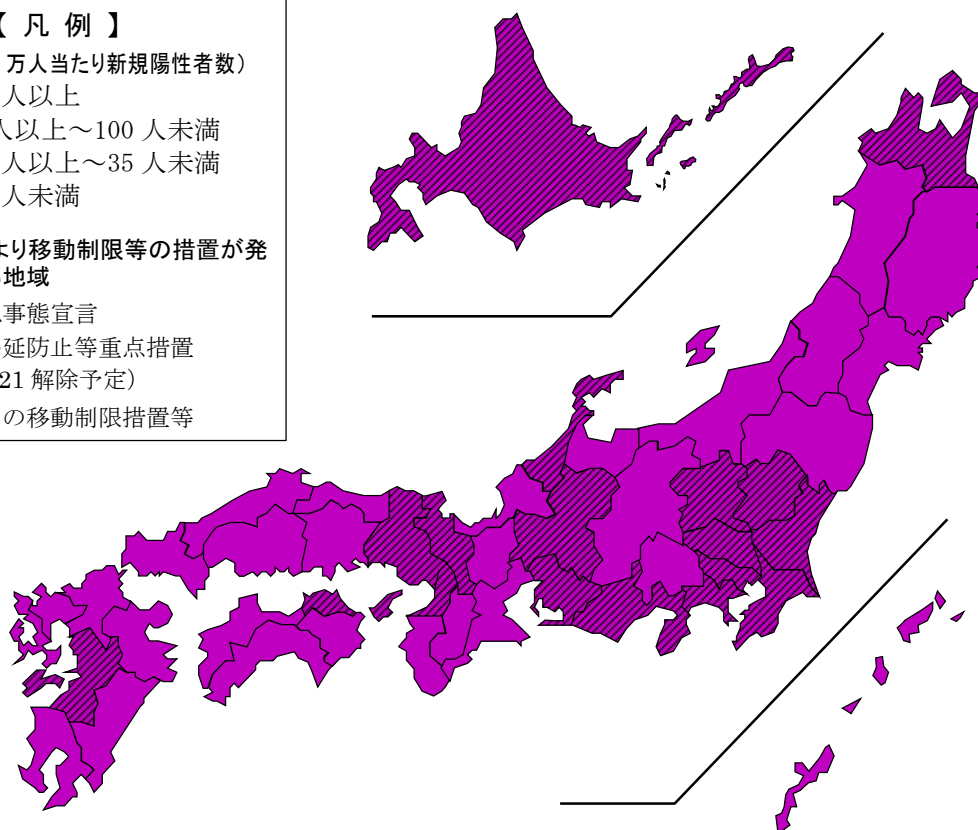 【 凡 例 】
万人当たり新規陽性者数）
人以上
人以上～100 人未満
人以上～35 人未満
人未満
より移動制限等の措置が発
地域
事態宣言
延防止等重点措置
21 解除予定）
の移動制限措置等